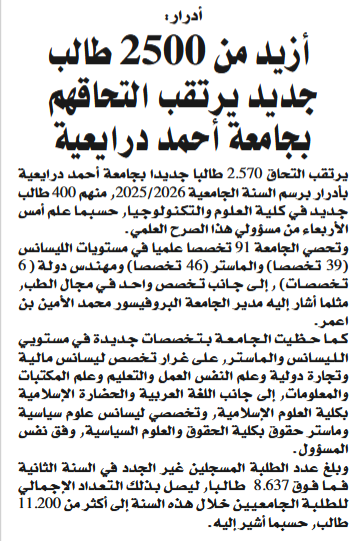 أدرار:
أزيد من 2500 طالب
جديد يرتقب التحاقهم
بجامعة أحمد درايعية
يرتقب التحاق 2.570 طالبا جديدا بجامعة أحمد درايعية
بأدرار برسم السنة الجامعية 2025/2026, منهم 400 طالب
جديد في كلية العلوم والتكنولوجيا, حسبما علم أمس
الأربعاء من مسؤولي هذا الصرح العلمي.
وتحصي الجامعة 91 تخصصا علميا في مستويات الليسانس
(39 تخصصا) والماستر (46 تخصصا) ومهندس دولة (6
تخصصات), إلى جانب تخصص واحد في مجال الطب,
مثلما أشار إليه مدير الجامعة البروفيسور محمد الأمين بن
اعمر.
كما حظيت الجامعة بتخصصات جديدة في مستويي
الليسانس والماستر, على غرار تخصص ليسانس مالية
وتجارة دولية وعلم النفس العمل والتعليم وعلم المكتبات
والمعلومات, إلى جانب اللغة العربية والحضارة الإسلامية
بكلية العلوم الإسلامية, وتخصصي ليسانس علوم سياسية
وماستر حقوق بكلية الحقوق والعلوم السياسية, وفق نفس
المسؤول.
وبلغ عدد الطلبة المسجلين غير الجدد في السنة الثانية
فما فوق 8.637 طالبا, ليصل بذلك التعداد الإجمالي
للطلبة الجامعيين خلال هذه السنة إلى أكثر من 11.200
طالب, حسبما أشير إليه.